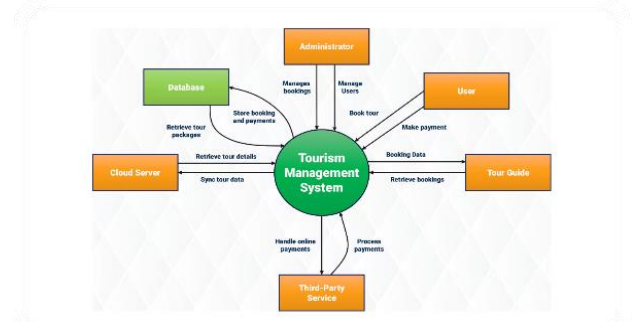 Administrator
Manages
bookings
Manage
Users
Database
User
Store booking
and payments
Book tour
Retrieve tour
packages
Make payment
Tourism
Management
System
Cloud Server
Retrieve tour details
Sync tour data
Booking Data
Retrieve bookings
Tour Guide
Handle online
payments
Process
payments
Third-Party
Service